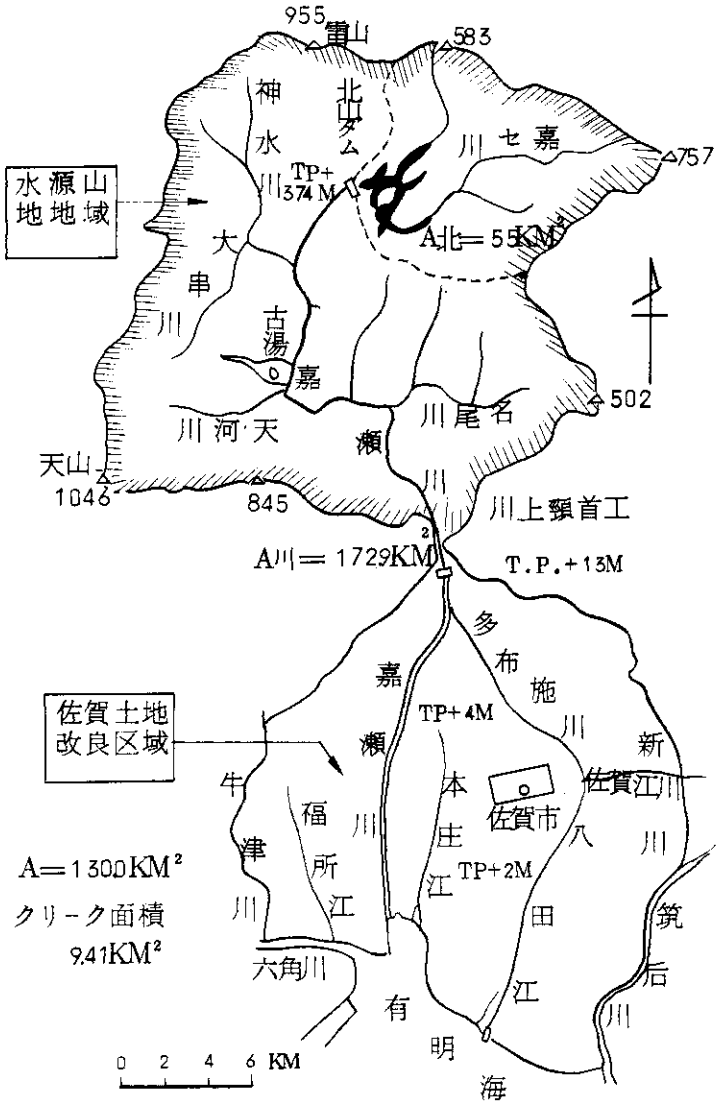 955
雷山
583
神水川
北山ダム
川セ嘉
757
TP+
374M
水源山
地地域
A北=55KM²
大串川
古湯
嘉瀬川
川尾名
502
川河天
天山
1046
845
川上頸首工
A川=1729KM²
T.P.+13M
多布施川
嘉瀬川
佐賀土地
改良区域
TP+4M
新川
佐賀江川
本庄江
佐賀市
牛津川
福所江
八田江
TP+2M
A=1300KM²
クリーク面積
941KM²
筑后川
六角川
有明海
0 2 4 6 KM